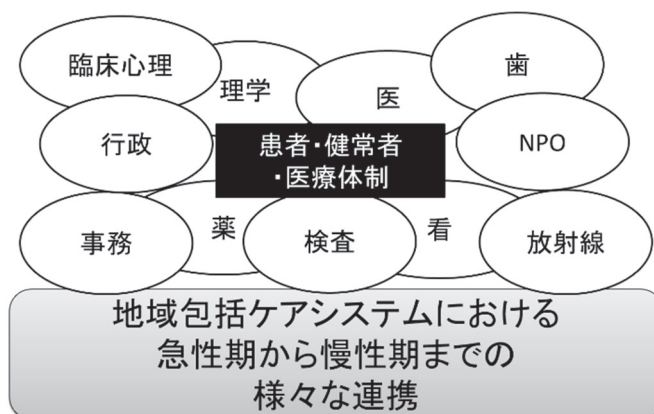 臨床心理
理学
医
歯
行政
患者・健常者
・医療体制
NPO
事務
薬
検査
看
放射線
地域包括ケアシステムにおける
急性期から慢性期までの
様々な連携